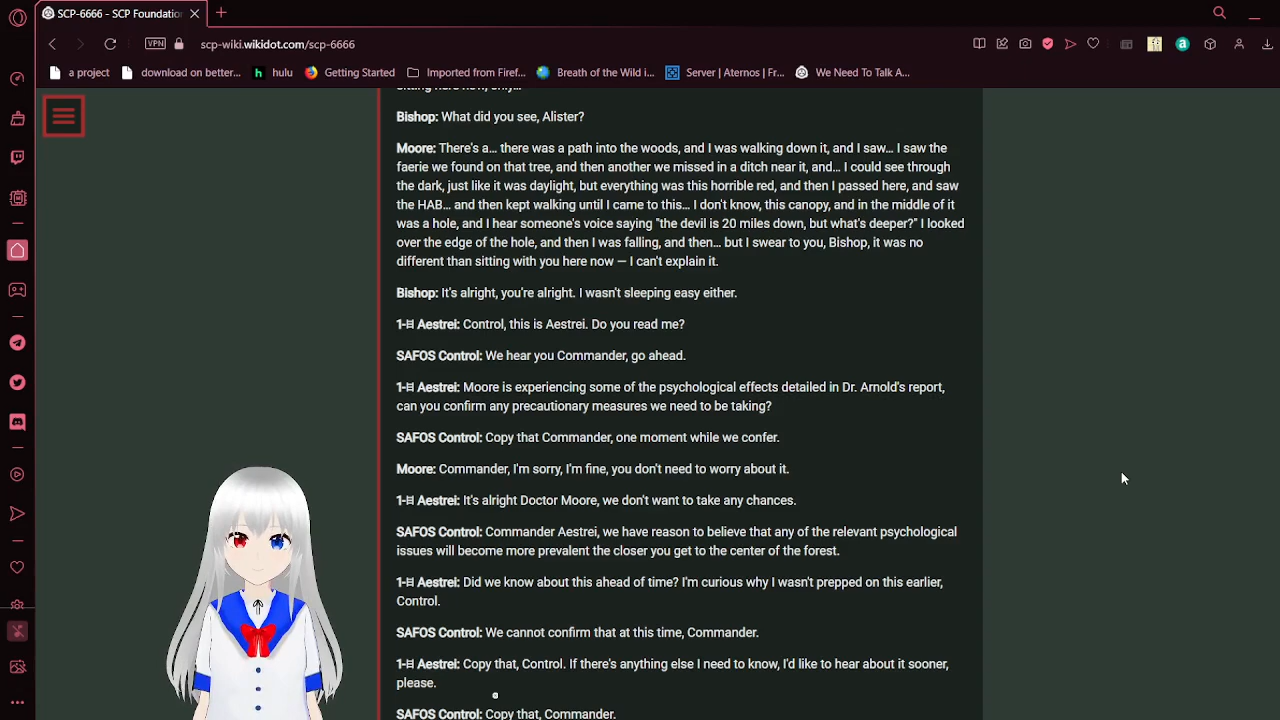 SCP-6666 - SCP Foundatio
VPN
scp-wiki.wikidot.com/scp-6666
a project
download on better...
hulu
Getting Started
Imported from Firef...
Breath of the Wild i...
Server | Aternos | Fr...
We Need To Talk A...
sitting here now, only...
Bishop: What did you see, Alister?
Moore: There's a… there was a path into the woods, and I was walking down it, and I saw… I saw the
faerie we found on that tree, and then another we missed in a ditch near it, and… I could see through
the dark, just like it was daylight, but everything was this horrible red, and then I passed here, and saw
the HAB… and then kept walking until I came to this… I don't know, this canopy, and in the middle of it
was a hole, and I hear someone's voice saying "the devil is 20 miles down, but what's deeper?" I looked
over the edge of the hole, and then I was falling, and then… but I swear to you, Bishop, it was no
different than sitting with you here now — I can't explain it.
Bishop: It's alright, you're alright. I wasn't sleeping easy either.
1-ℵ Aestrei: Control, this is Aestrei. Do you read me?
SAFOS Control: We hear you Commander, go ahead.
1-ℵ Aestrei: Moore is experiencing some of the psychological effects detailed in Dr. Arnold's report,
can you confirm any precautionary measures we need to be taking?
SAFOS Control: Copy that Commander, one moment while we confer.
Moore: Commander, I'm sorry, I'm fine, you don't need to worry about it.
1-ℵ Aestrei: It's alright Doctor Moore, we don't want to take any chances.
SAFOS Control: Commander Aestrei, we have reason to believe that any of the relevant psychological
issues will become more prevalent the closer you get to the center of the forest.
1-ℵ Aestrei: Did we know about this ahead of time? I'm curious why I wasn't prepped on this earlier,
Control.
SAFOS Control: We cannot confirm that at this time, Commander.
1-ℵ Aestrei: Copy that, Control. If there's anything else I need to know, I'd like to hear about it sooner,
please.
SAFOS Control: Copy that, Commander.